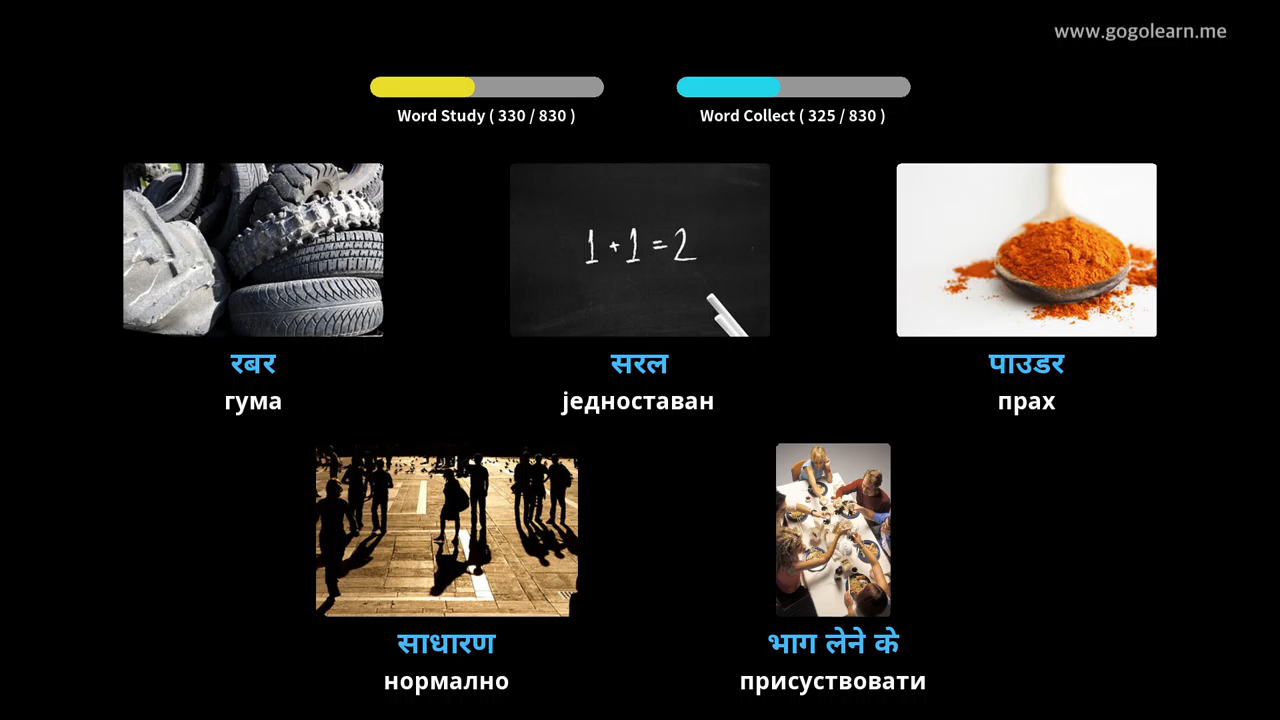 www.gogolearn.me
Word Study ( 330 / 830 )
Word Collect ( 325 / 830 )
1+1=2
रबर
гума
सरल
једноставан
पाउडर
прах
साधारण
нормално
भाग लेने के
присуствовати